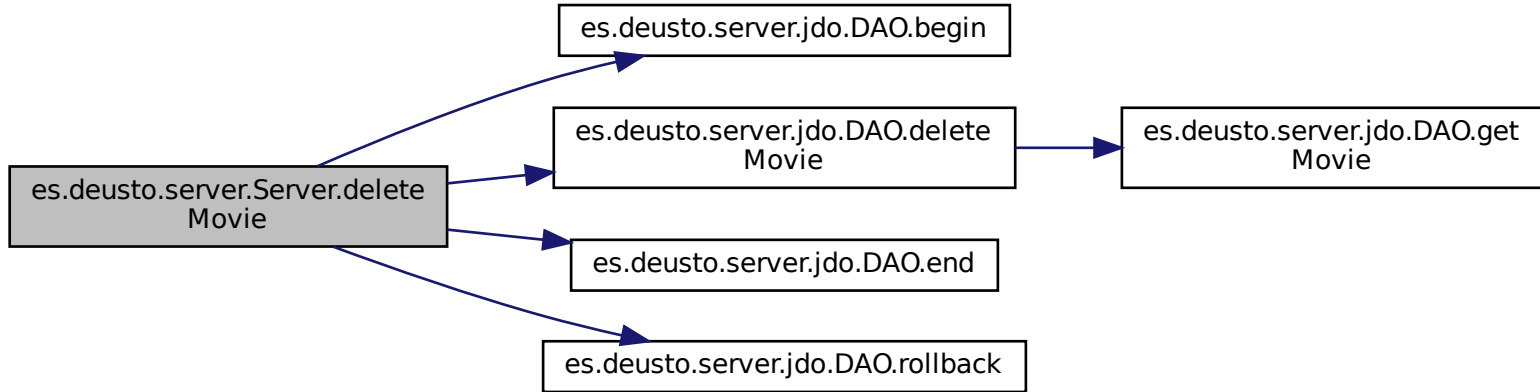 es.deusto.server.Server.delete
Movie
es.deusto.server.jdo.DAO.begin
es.deusto.server.jdo.DAO.delete
Movie
es.deusto.server.jdo.DAO.get
Movie
es.deusto.server.jdo.DAO.end
es.deusto.server.jdo.DAO.rollback